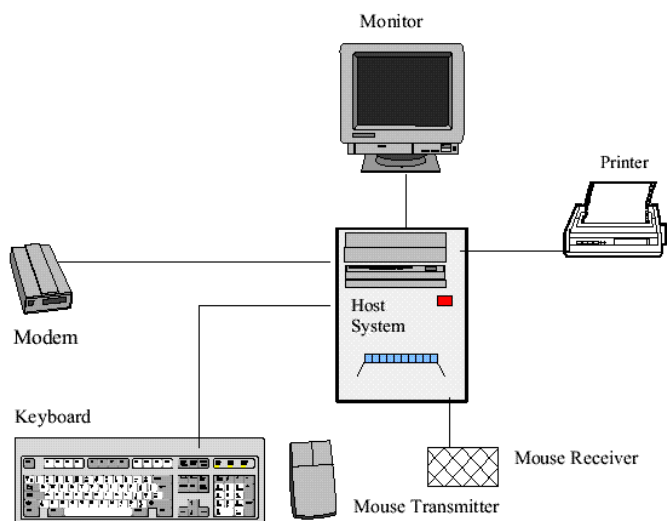 Monitor
Printer
Host
System
Modem
Keyboard
Mouse Receiver
Mouse Transmitter